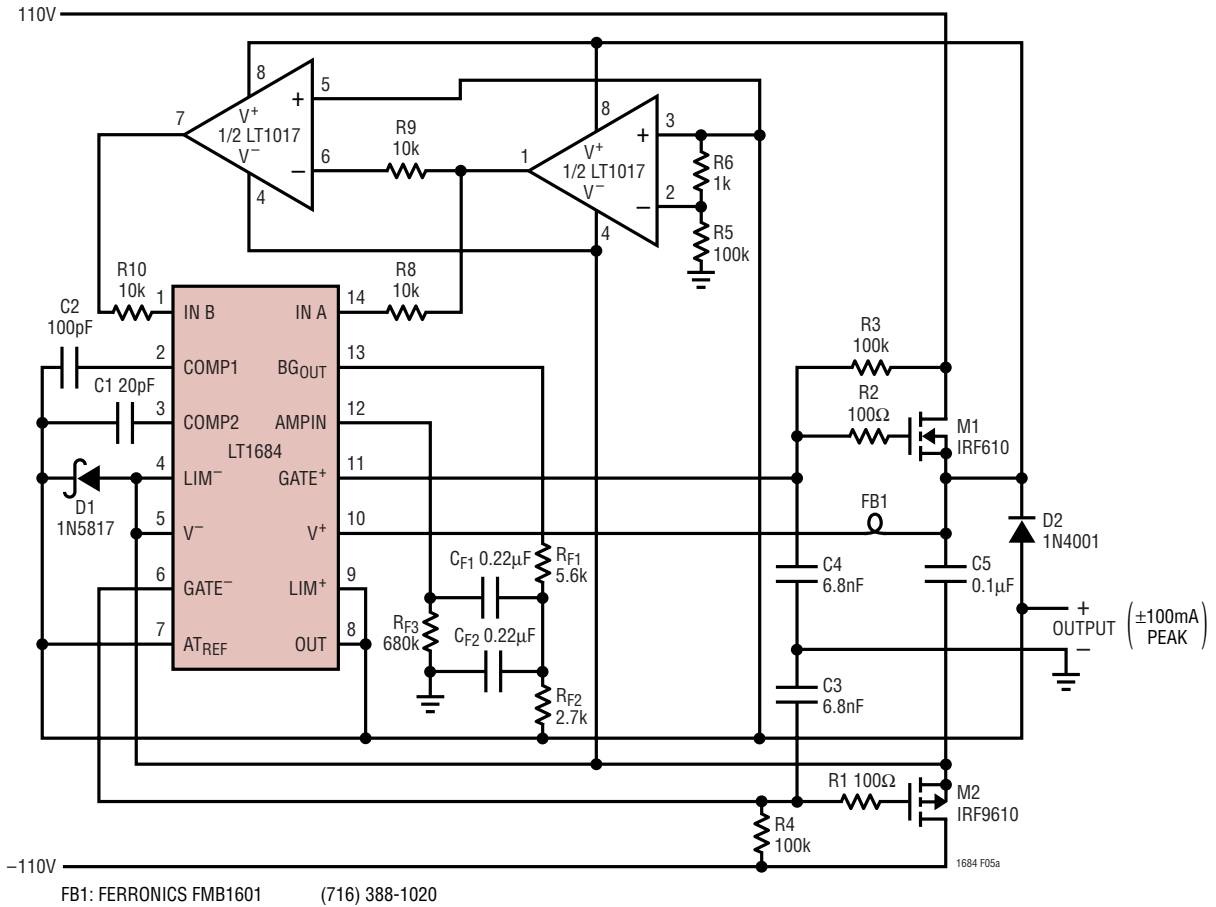 110V
8
5
+
7
V+
1/2 LT1017
V−
6
−
4
R9
10k
8
3
+
1
V+
1/2 LT1017
V−
2
−
4
R6
1k
R5
100k
R10
10k
1
IN B
IN A
14
R8
10k
C2
100pF
2
COMP1
BGOUT
13
C1 20pF
3
COMP2
AMPIN
12
LT1684
4
LIM−
GATE+
11
D1
1N5817
5
V−
V+
10
6
GATE−
LIM+
9
7
ATREF
OUT
8
CF1 0.22µF
RF1
5.6k
RF3
680k
CF2 0.22µF
RF2
2.7k
R3
100k
R2
100Ω
M1
IRF610
FB1
D2
1N4001
C4
6.8nF
C5
0.1µF
+
OUTPUT
−
(±100mA
PEAK)
C3
6.8nF
R1 100Ω
M2
IRF9610
R4
100k
−110V
1684 F05a
FB1: FERRONICS FMB1601 (716) 388-1020